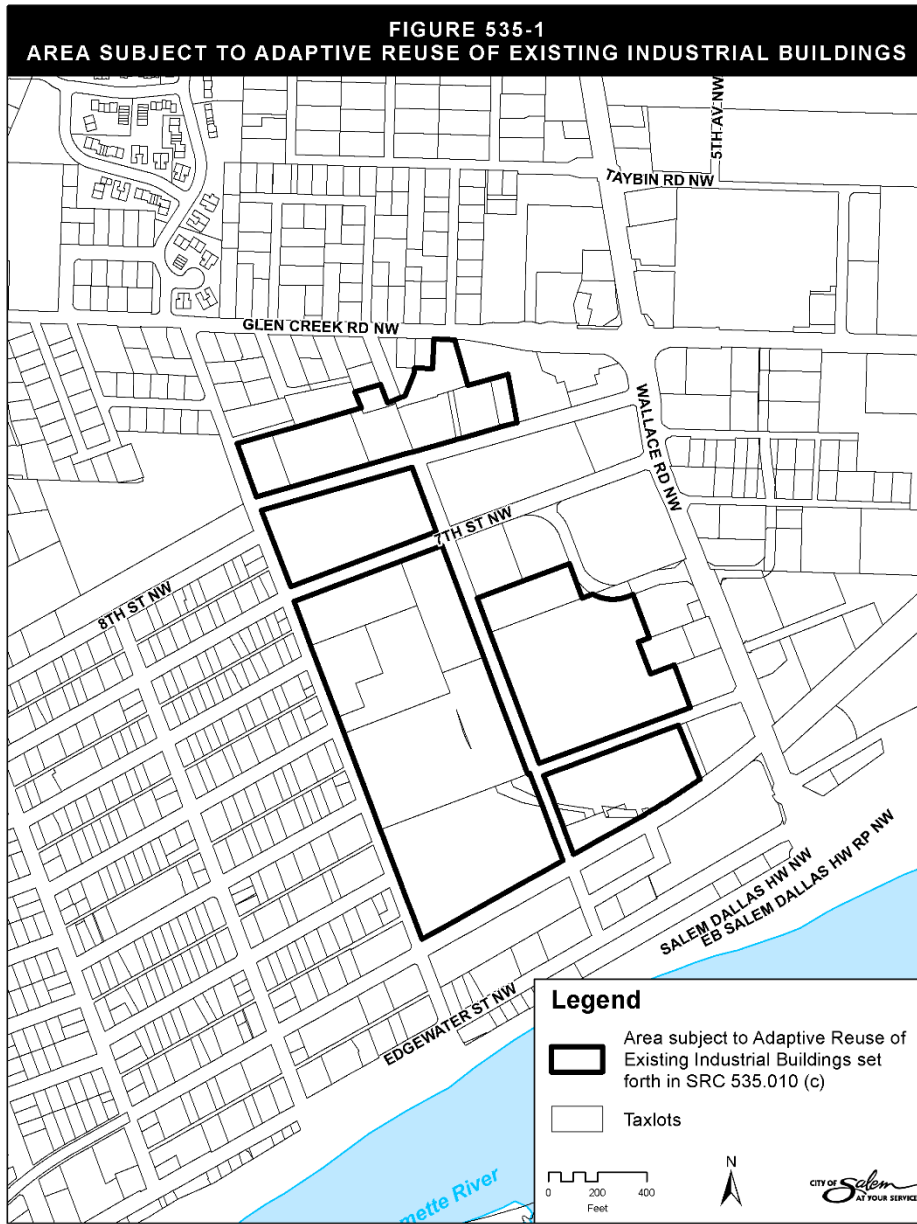 FIGURE 535-1
AREA SUBJECT TO ADAPTIVE REUSE OF EXISTING INDUSTRIAL BUILDINGS
5TH AV NW
TAYBIN RD NW
GLEN CREEK RD NW
WALLACE RD NW
7TH ST NW
8TH ST NW
SALEM DALLAS HW NW
EB SALEM DALLAS HW RP NW
EDGEWATER ST NW
mette River
Legend
Area subject to Adaptive Reuse of
Existing Industrial Buildings set
forth in SRC 535.010 (c)
Taxlots
N
0 200 400
Feet
CITY OF Salem
AT YOUR SERVICE